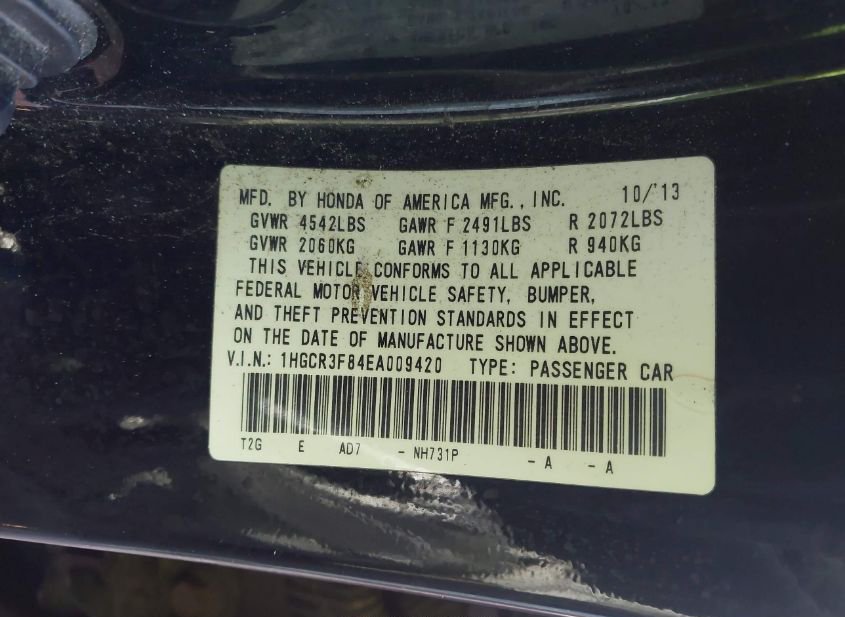 MFD. BY HONDA OF AMERICA MFG., INC. 10/'13
GVWR 4542LBS GAWR F 2491LBS R 2072LBS
GVWR 2060KG GAWR F 1130KG R 940KG
THIS VEHICLE CONFORMS TO ALL APPLICABLE
FEDERAL MOTOR VEHICLE SAFETY, BUMPER,
AND THEFT PREVENTION STANDARDS IN EFFECT
ON THE DATE OF MANUFACTURE SHOWN ABOVE.
V.I.N.: 1HGCR3F84EA009420 TYPE: PASSENGER CAR
T2G E AD7 - NH731P - A - A